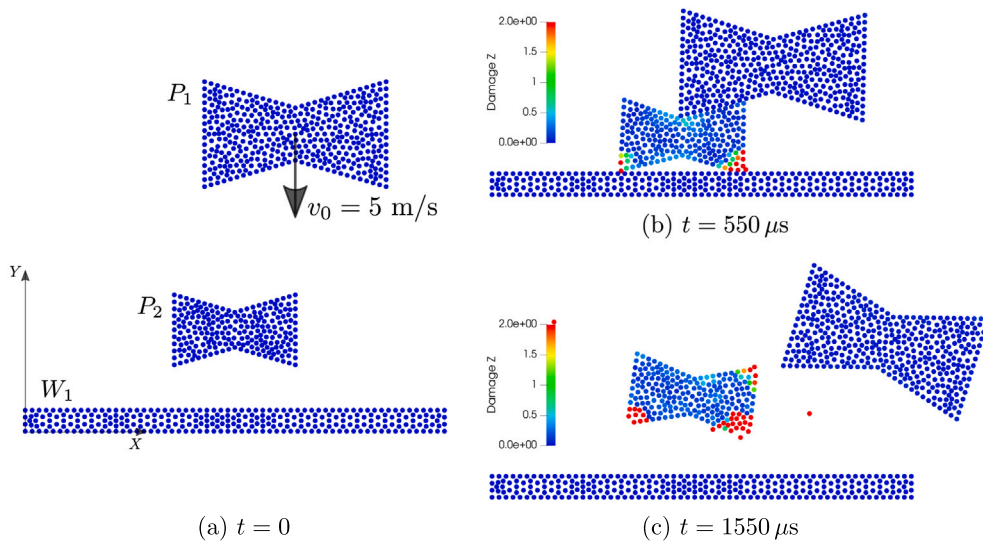 P₁
v₀ = 5 m/s
Y
P₂
W₁
X
(a) t = 0
2.0e+00
1.5
1
0.5
0.0e+00
Damage Z
(b) t = 550 μs
2.0e+00
1.5
1
0.5
0.0e+00
Damage Z
(c) t = 1550 μs